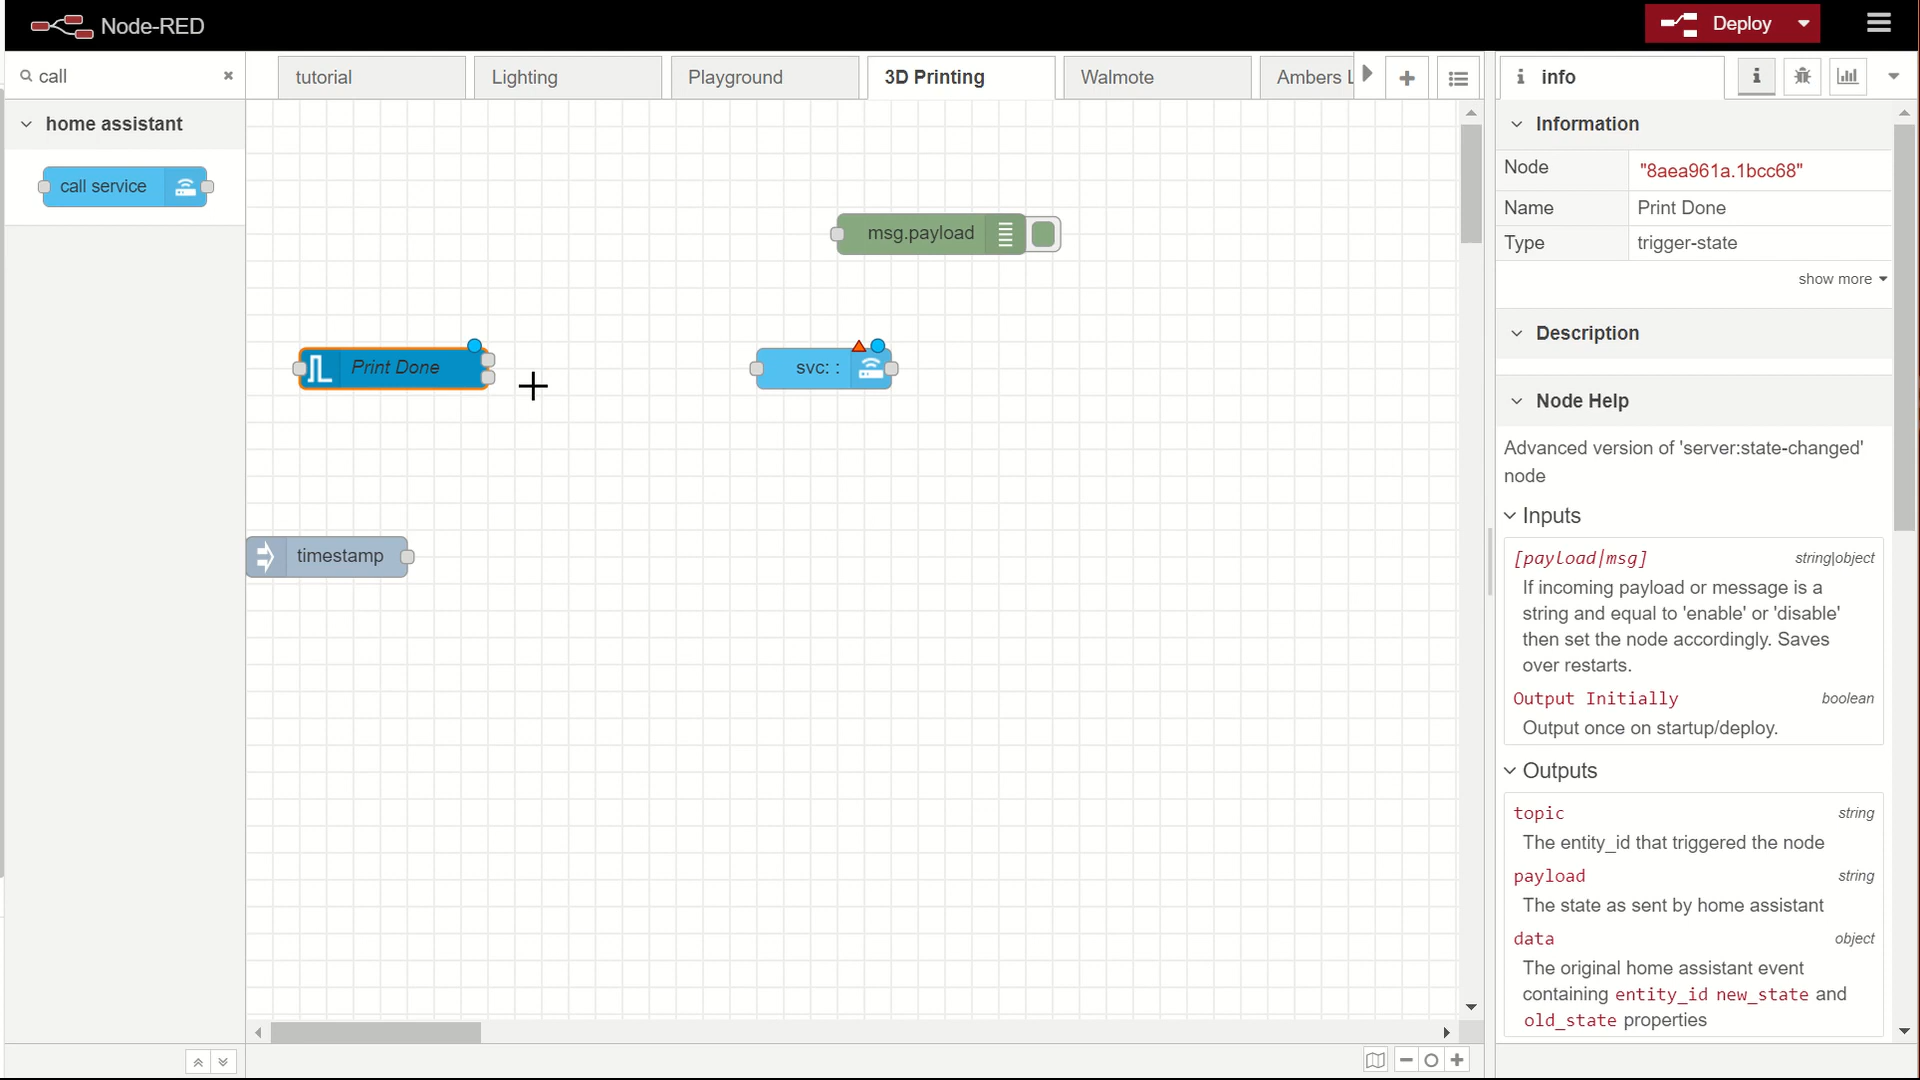 Node-RED
Deploy
call
tutorial
Lighting
Playground
3D Printing
Walmote
Ambers L
info
home assistant
call service
msg.payload
Print Done
svc: :
timestamp
Information
Node "8aea961a.1bcc68"
Name Print Done
Type trigger-state
show more
Description
Node Help
Advanced version of 'server:state-changed'
node
Inputs
[payload|msg] string|object
If incoming payload or message is a
string and equal to 'enable' or 'disable'
then set the node accordingly. Saves
over restarts.
Output Initially boolean
Output once on startup/deploy.
Outputs
topic string
The entity_id that triggered the node
payload string
The state as sent by home assistant
data object
The original home assistant event
containing entity_id new_state and
old_state properties